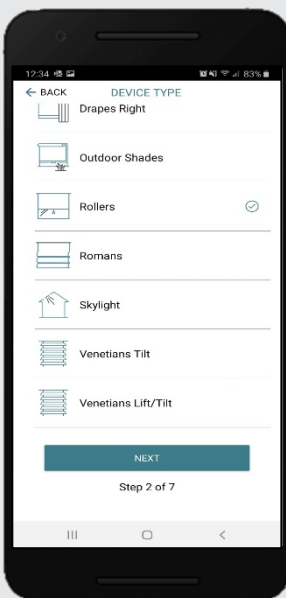 12:34 83%
← BACK DEVICE TYPE
Drapes Right
Outdoor Shades
Rollers
Romans
Skylight
Venetians Tilt
Venetians Lift/Tilt
NEXT
Step 2 of 7